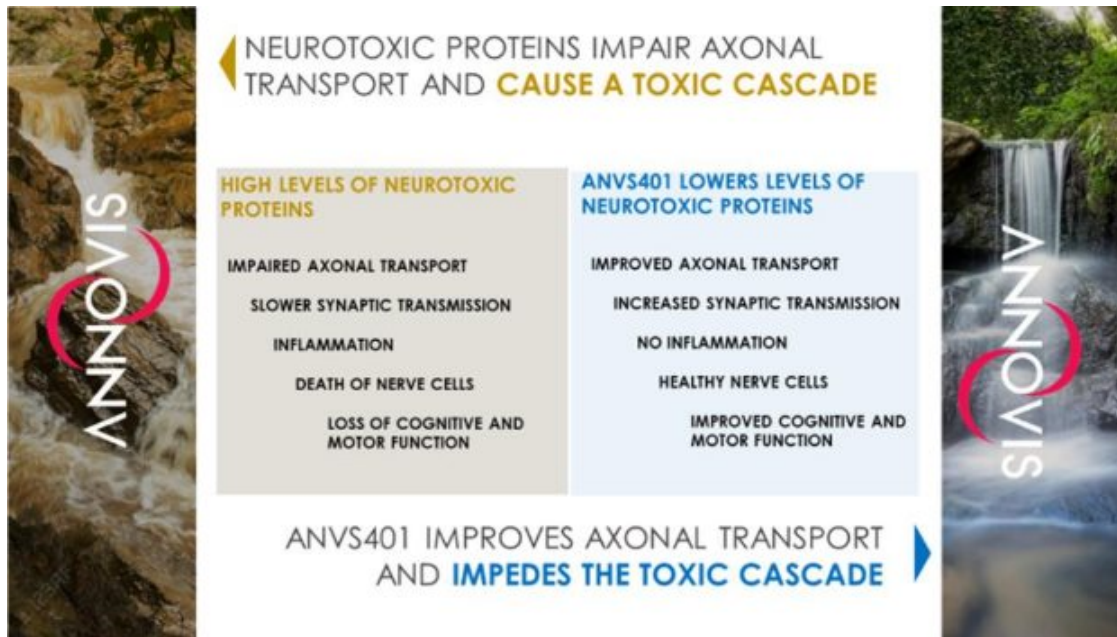 NEUROTOXIC PROTEINS IMPAIR AXONAL
TRANSPORT AND CAUSE A TOXIC CASCADE
ANNOVIS
HIGH LEVELS OF NEUROTOXIC
PROTEINS
IMPAIRED AXONAL TRANSPORT
SLOWER SYNAPTIC TRANSMISSION
INFLAMMATION
DEATH OF NERVE CELLS
LOSS OF COGNITIVE AND
MOTOR FUNCTION
ANVS401 LOWERS LEVELS OF
NEUROTOXIC PROTEINS
IMPROVED AXONAL TRANSPORT
INCREASED SYNAPTIC TRANSMISSION
NO INFLAMMATION
HEALTHY NERVE CELLS
IMPROVED COGNITIVE AND
MOTOR FUNCTION
ANNOVIS
ANVS401 IMPROVES AXONAL TRANSPORT
AND IMPEDES THE TOXIC CASCADE